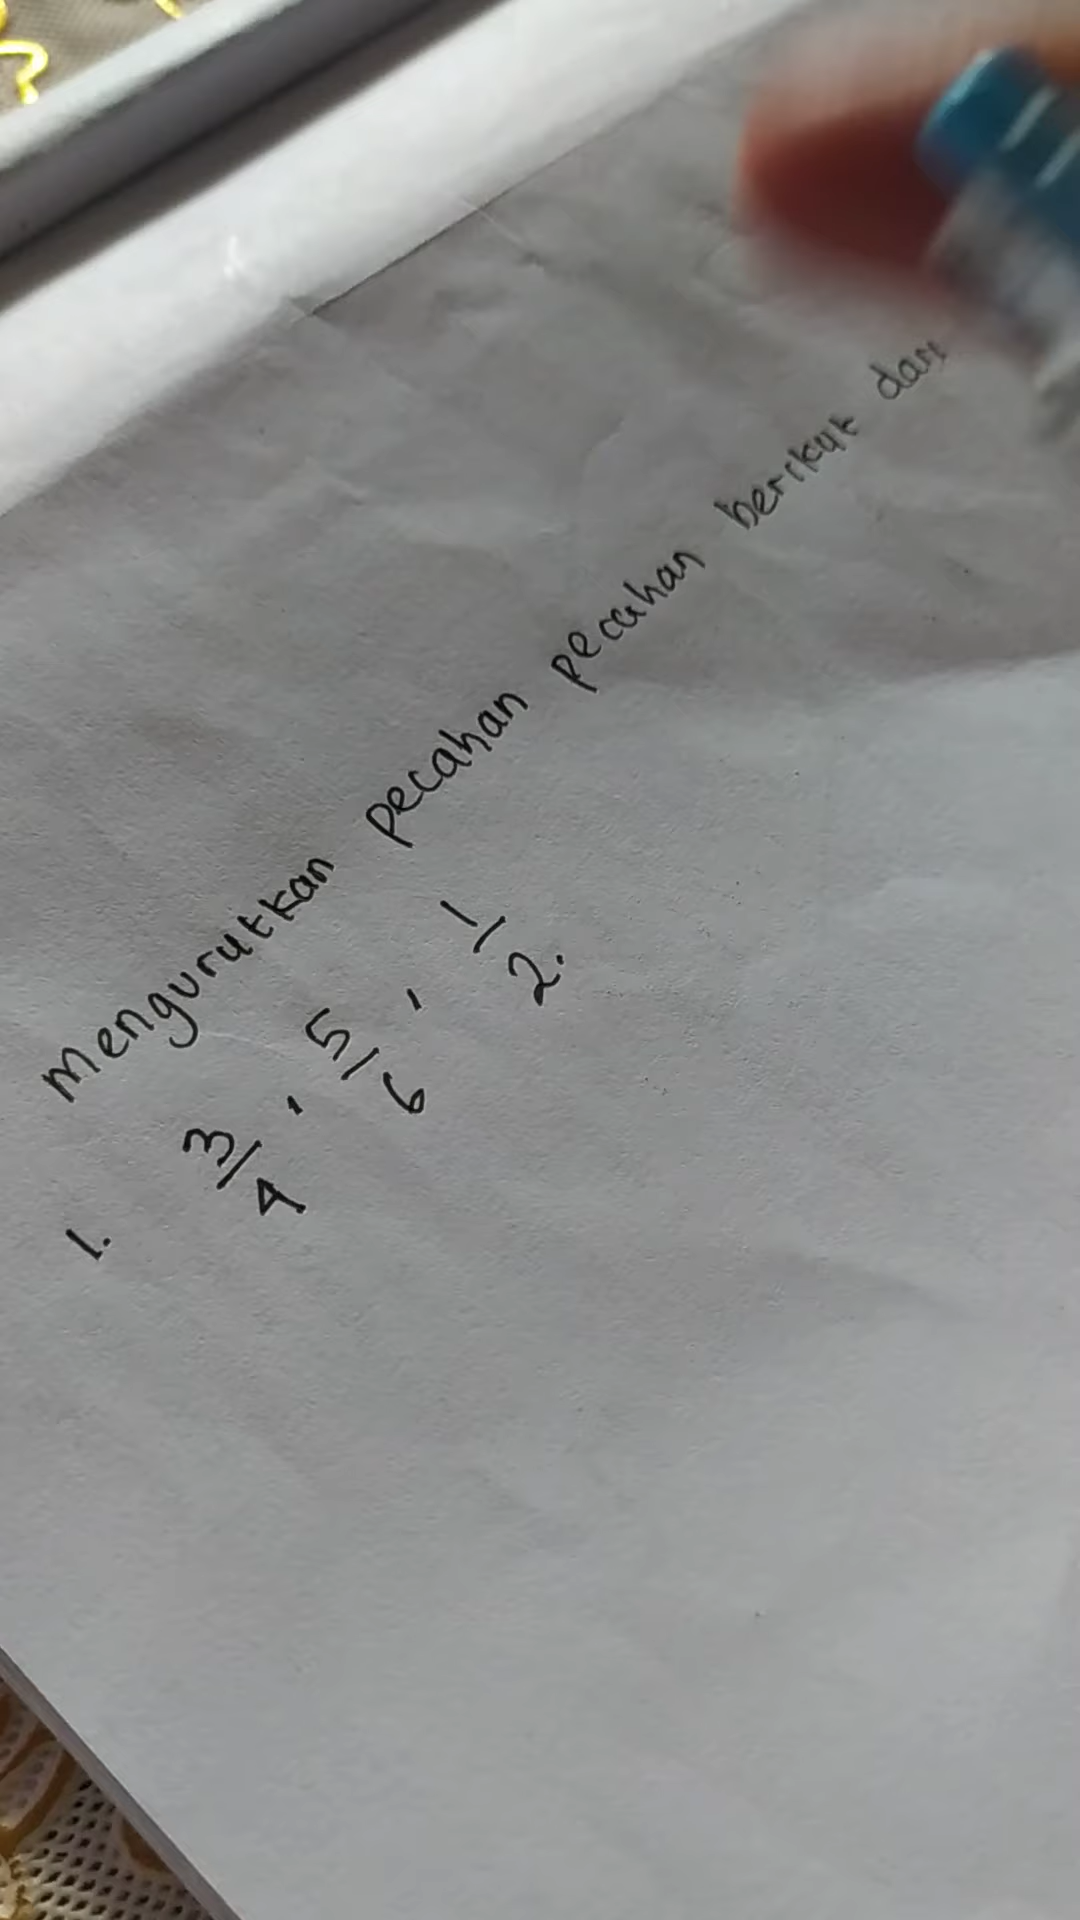 Mengurutkan pecahan pecahan berikut dari
1. 3/4, 5/6, 1/2.